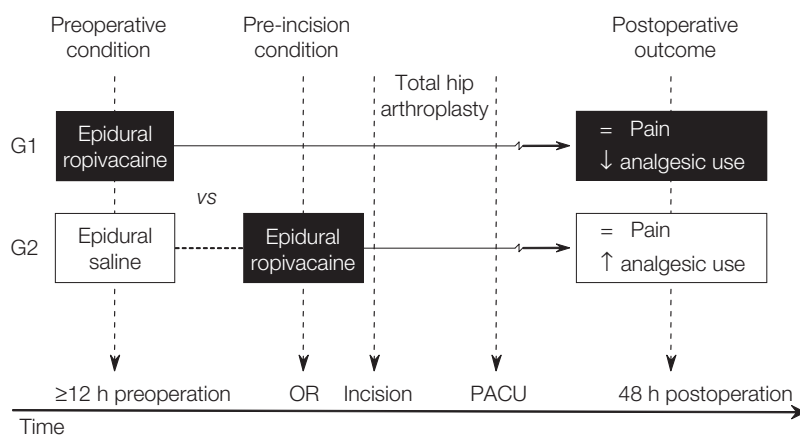 Preoperative
condition
Pre-incision
condition
Postoperative
outcome
Total hip
arthroplasty
G1
Epidural
ropivacaine
= Pain
↓ analgesic use
vs
G2
Epidural
saline
Epidural
ropivacaine
= Pain
↑ analgesic use
≥12 h preoperation
OR
Incision
PACU
48 h postoperation
Time